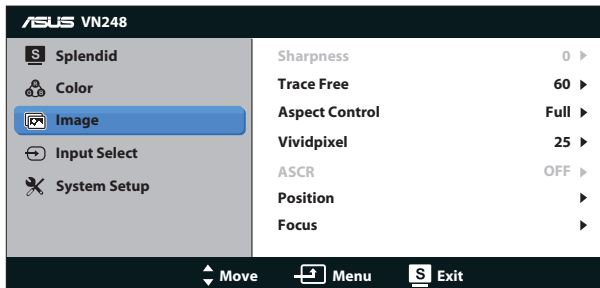 ASUS VN248
S Splendid
Color
Image
Input Select
System Setup
Sharpness 0
Trace Free 60
Aspect Control Full
Vividpixel 25
ASCR OFF
Position
Focus
Move Menu S Exit